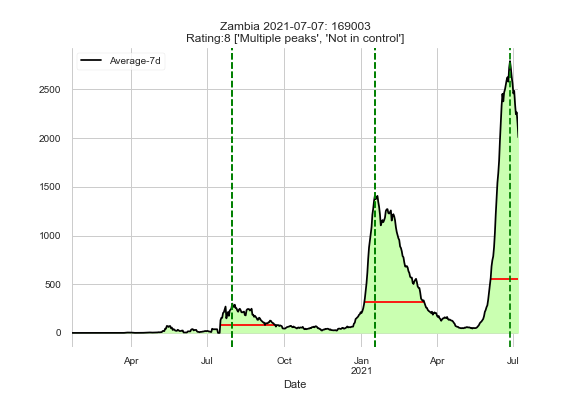 Zambia 2021-07-07: 169003
Rating:8 ['Multiple peaks', 'Not in control']
Average-7d
2500
2000
1500
1000
500
0
Apr Jul Oct Jan Apr Jul
2021
Date